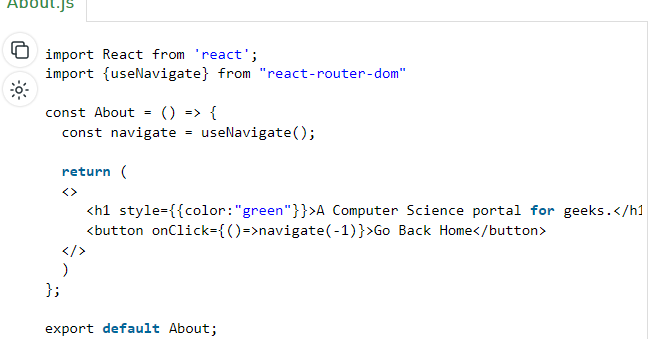 About.js
import React from 'react';
import {useNavigate} from "react-router-dom"
const About = () => {
const navigate = useNavigate();
return (
<>
<h1 style={{color:"green"}}>A Computer Science portal for geeks.</h1
<button onClick={()=>navigate(-1)}>Go Back Home</button>
</>
)
};
export default About;